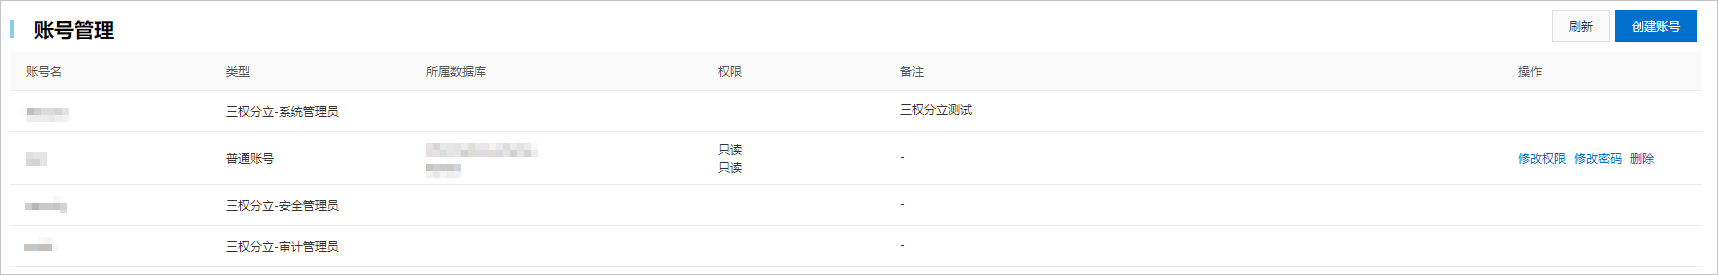 账号管理
刷新 创建账号
账号名 类型 所属数据库 权限 备注 操作
三权分立-系统管理员 三权分立测试
普通账号 只读 - 修改权限 修改密码 删除
只读
三权分立-安全管理员 -
三权分立-审计管理员 -